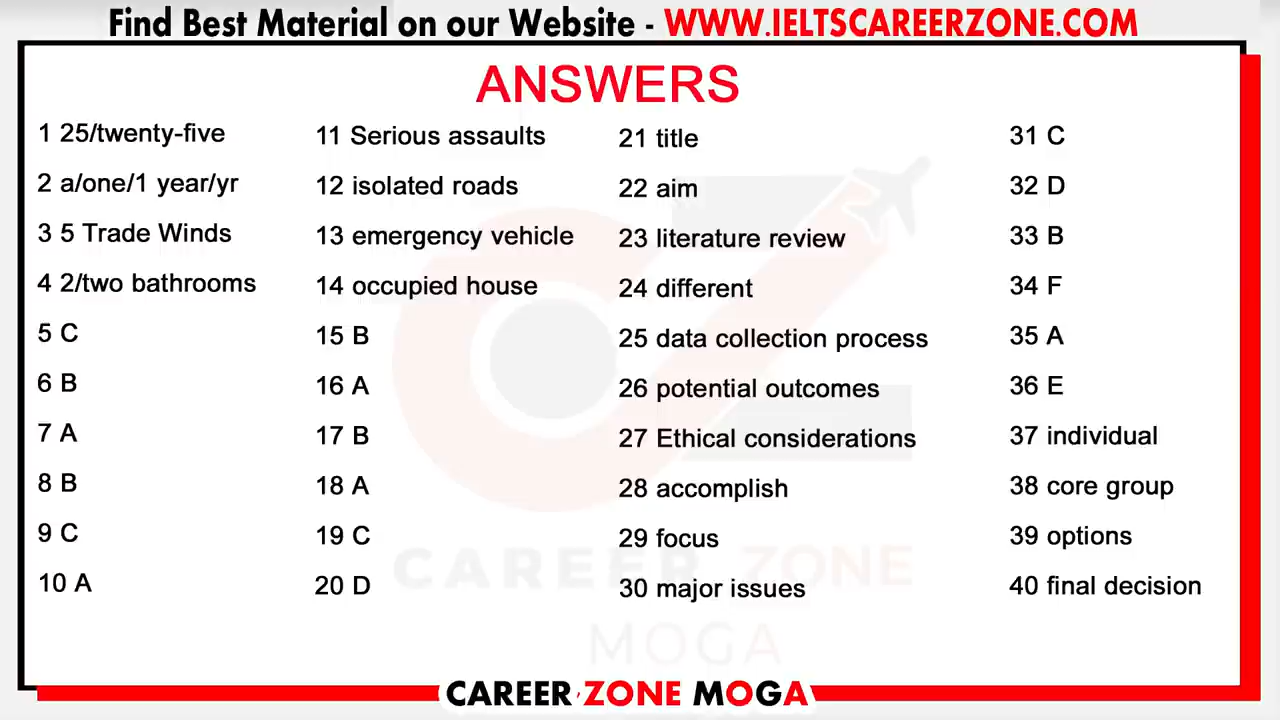 Find Best Material on our Website - WWW.IELTSCAREERZONE.COM
ANSWERS
1 25/twenty-five
2 a/one/1 year/yr
3 5 Trade Winds
4 2/two bathrooms
5 C
6 B
7 A
8 B
9 C
10 A
11 Serious assaults
12 isolated roads
13 emergency vehicle
14 occupied house
15 B
16 A
17 B
18 A
19 C
20 D
21 title
22 aim
23 literature review
24 different
25 data collection process
26 potential outcomes
27 Ethical considerations
28 accomplish
29 focus
30 major issues
31 C
32 D
33 B
34 F
35 A
36 E
37 individual
38 core group
39 options
40 final decision
CAREER ZONE
MOGA
CAREER ZONE MOGA